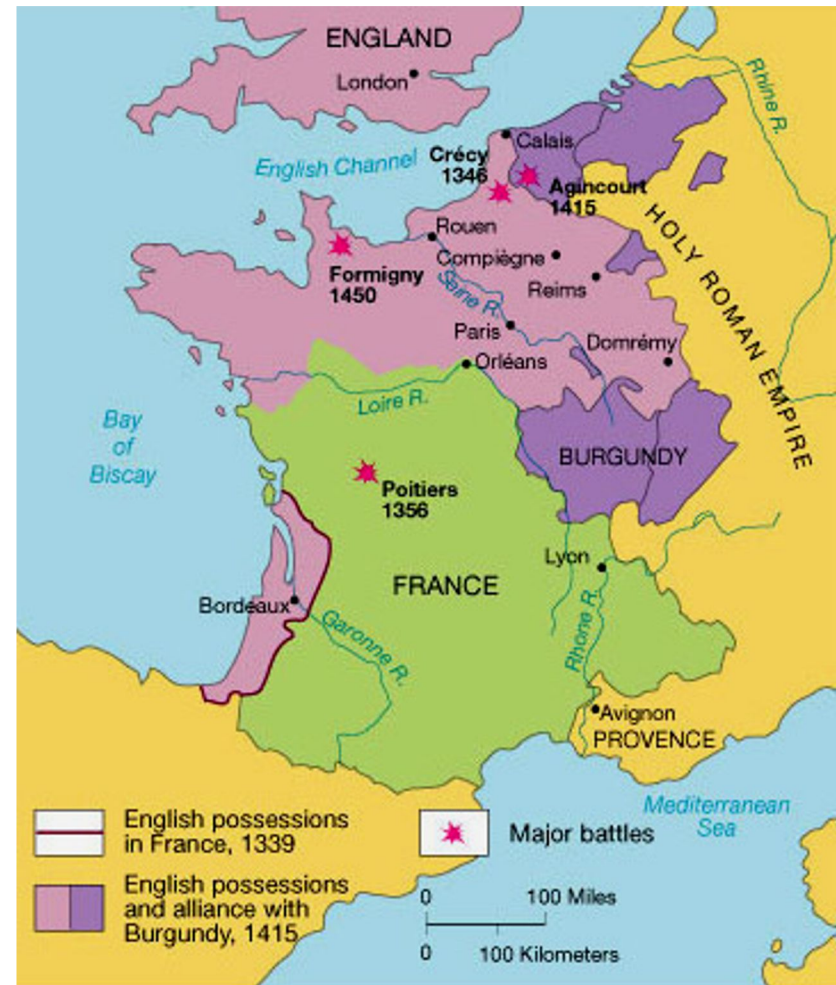 ENGLAND
London
English Channel
Rhine R.
Calais
Crécy
1346
Agincourt
1415
HOLY ROMAN EMPIRE
Rouen
Compiègne
Reims
Formigny
1450
Seine R.
Paris
Domrémy
Orléans
Loire R.
Bay
of
Biscay
BURGUNDY
Poitiers
1356
Lyon
FRANCE
Bordeaux
Garonne R.
Rhone R.
Avignon
PROVENCE
Mediterranean
Sea
English possessions
in France, 1339
Major battles
English possessions
and alliance with
Burgundy, 1415
0 100 Miles
0 100 Kilometers